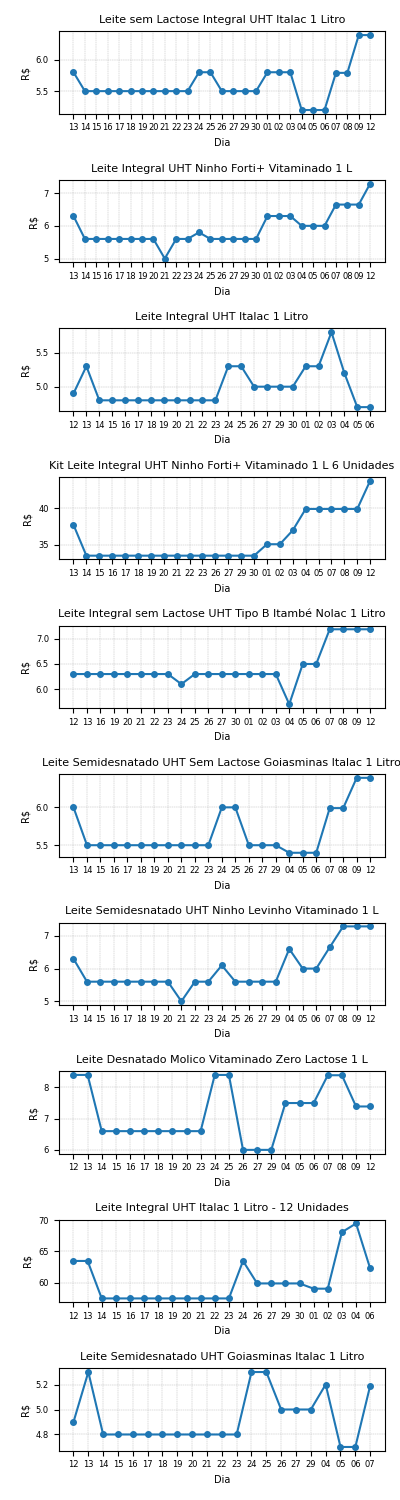 Leite sem Lactose Integral UHT Italac 1 Litro
6.0
5.5
R$
13 14 15 16 17 18 19 20 21 22 23 24 25 26 27 29 30 01 02 03 04 05 06 07 08 09 12
Dia
Leite Integral UHT Ninho Forti+ Vitaminado 1 L
7
6
5
R$
13 14 15 16 17 18 19 20 21 22 23 24 25 26 27 29 30 01 02 03 04 05 06 07 08 09 12
Dia
Leite Integral UHT Italac 1 Litro
5.5
5.0
R$
12 13 14 15 16 17 18 19 20 21 22 23 24 25 26 27 29 30 01 02 03 04 05 06
Dia
Kit Leite Integral UHT Ninho Forti+ Vitaminado 1 L 6 Unidades
40
35
R$
13 14 15 16 17 18 19 20 21 22 23 25 26 27 29 30 01 02 03 04 05 06 08 09 12
Dia
Leite Integral sem Lactose UHT Tipo B Itambé Nolac 1 Litro
7.0
6.5
6.0
R$
12 13 16 19 20 21 22 23 24 25 26 27 30 01 02 03 04 05 06 07 08 09 12
Dia
Leite Semidesnatado UHT Sem Lactose Goiasminas Italac 1 Litro
6.0
5.5
R$
13 14 15 16 17 18 19 20 21 22 23 24 25 26 27 29 04 05 06 07 08 09 12
Dia
Leite Semidesnatado UHT Ninho Levinho Vitaminado 1 L
7
6
5
R$
13 14 15 16 17 18 19 20 21 22 23 24 25 26 27 29 04 05 06 07 08 09 12
Dia
Leite Desnatado Molico Vitaminado Zero Lactose 1 L
8
7
6
R$
12 13 14 15 16 17 18 19 20 21 23 24 25 26 27 29 04 05 06 07 08 09 12
Dia
Leite Integral UHT Italac 1 Litro - 12 Unidades
70
65
60
R$
12 13 14 15 16 17 18 19 20 21 22 23 24 26 27 29 30 01 02 03 04 06
Dia
Leite Semidesnatado UHT Goiasminas Italac 1 Litro
5.2
5.0
4.8
R$
12 13 14 15 16 17 18 19 20 21 22 23 24 25 26 27 29 04 05 06 07
Dia